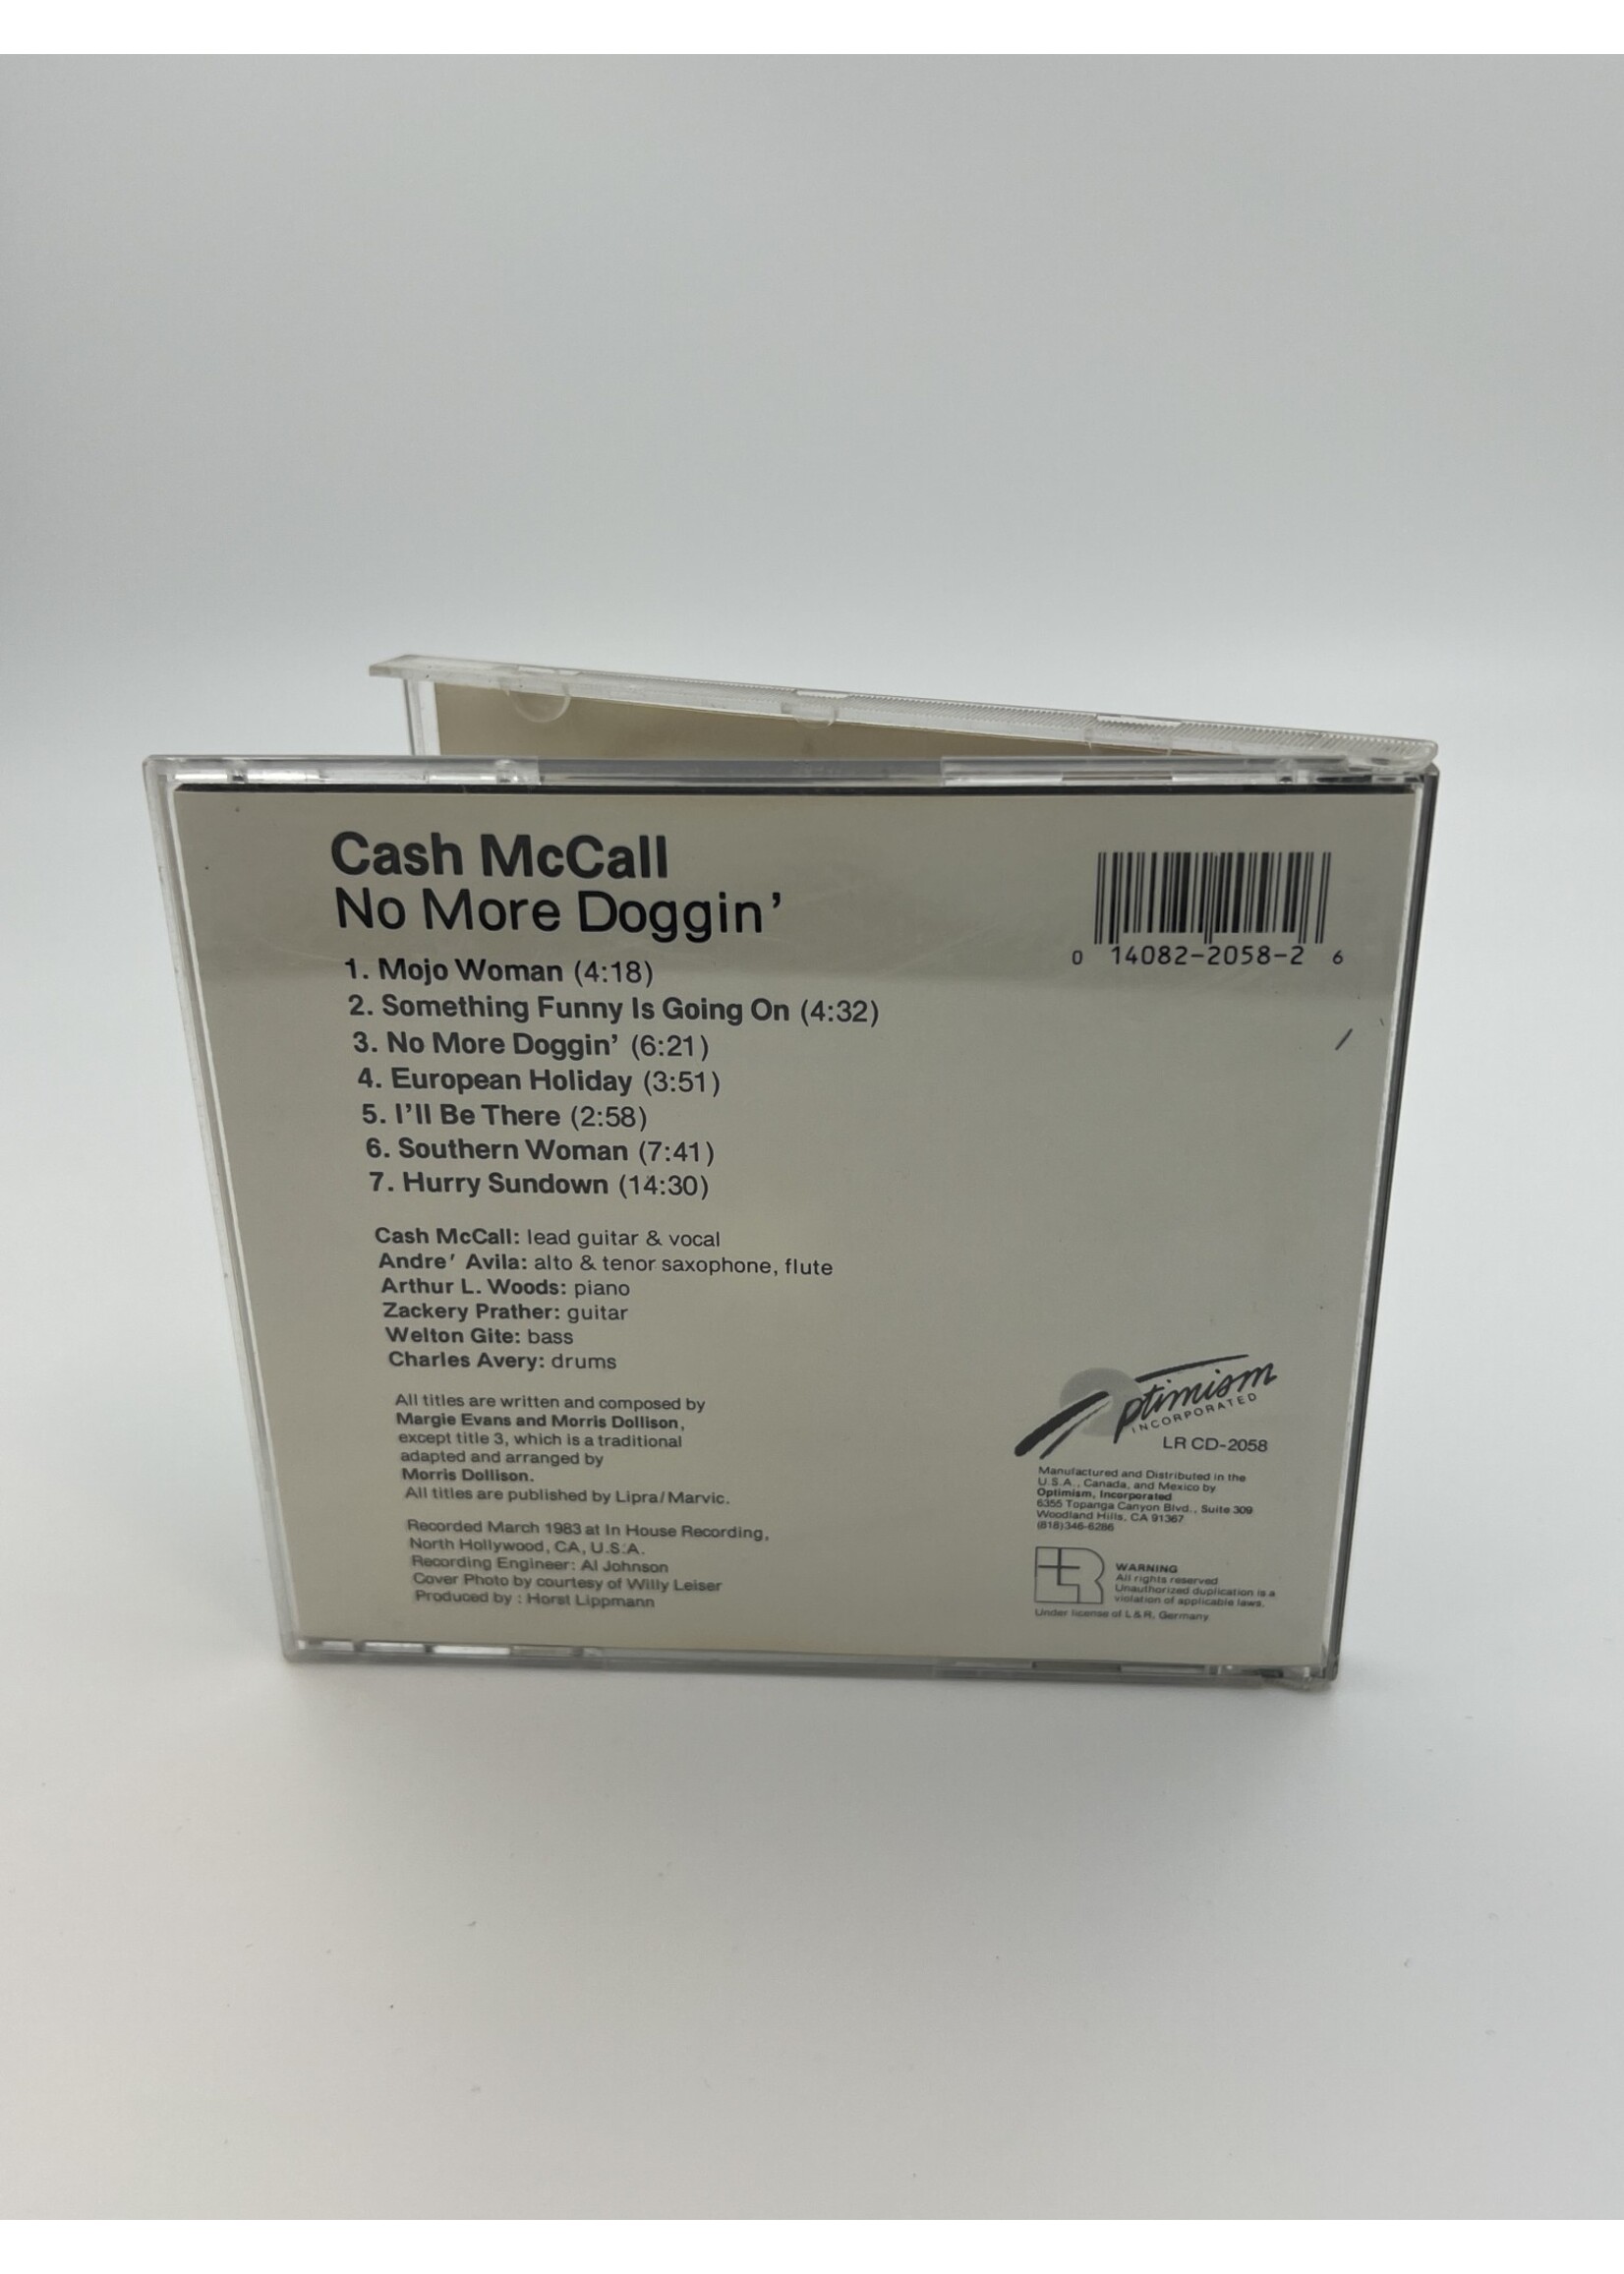 Cash McCall
No More Doggin'
1. Mojo Woman (4:18)
2. Something Funny Is Going On (4:32)
3. No More Doggin' (6:21)
4. European Holiday (3:51)
5. I'll Be There (2:58)
6. Southern Woman (7:41)
7. Hurry Sundown (14:30)
Cash McCall: lead guitar & vocal
Andre' Avila: alto & tenor saxophone, flute
Arthur L. Woods: piano
Zackery Prather: guitar
Welton Gite: bass
Charles Avery: drums
All titles are written and composed by
Margie Evans and Morris Dollison,
except title 3, which is a traditional
adapted and arranged by
Morris Dollison.
All titles are published by Lipra/Marvic.
Recorded March 1983 at In House Recording,
North Hollywood, CA, U.S.A.
Recording Engineer: Al Johnson
Cover Photo by courtesy of Willy Leiser
Produced by : Horst Lippmann
0 14082-2058-2 6
Optimism
INCORPORATED
LR CD-2058
Manufactured and Distributed in the
U.S.A., Canada, and Mexico by
Optimism, Incorporated
6355 Topanga Canyon Blvd., Suite 309
Woodland Hills, CA 91367
(818)346-6286
LR
WARNING
All rights reserved
Unauthorized duplication is a
violation of applicable laws.
Under license of L&R, Germany